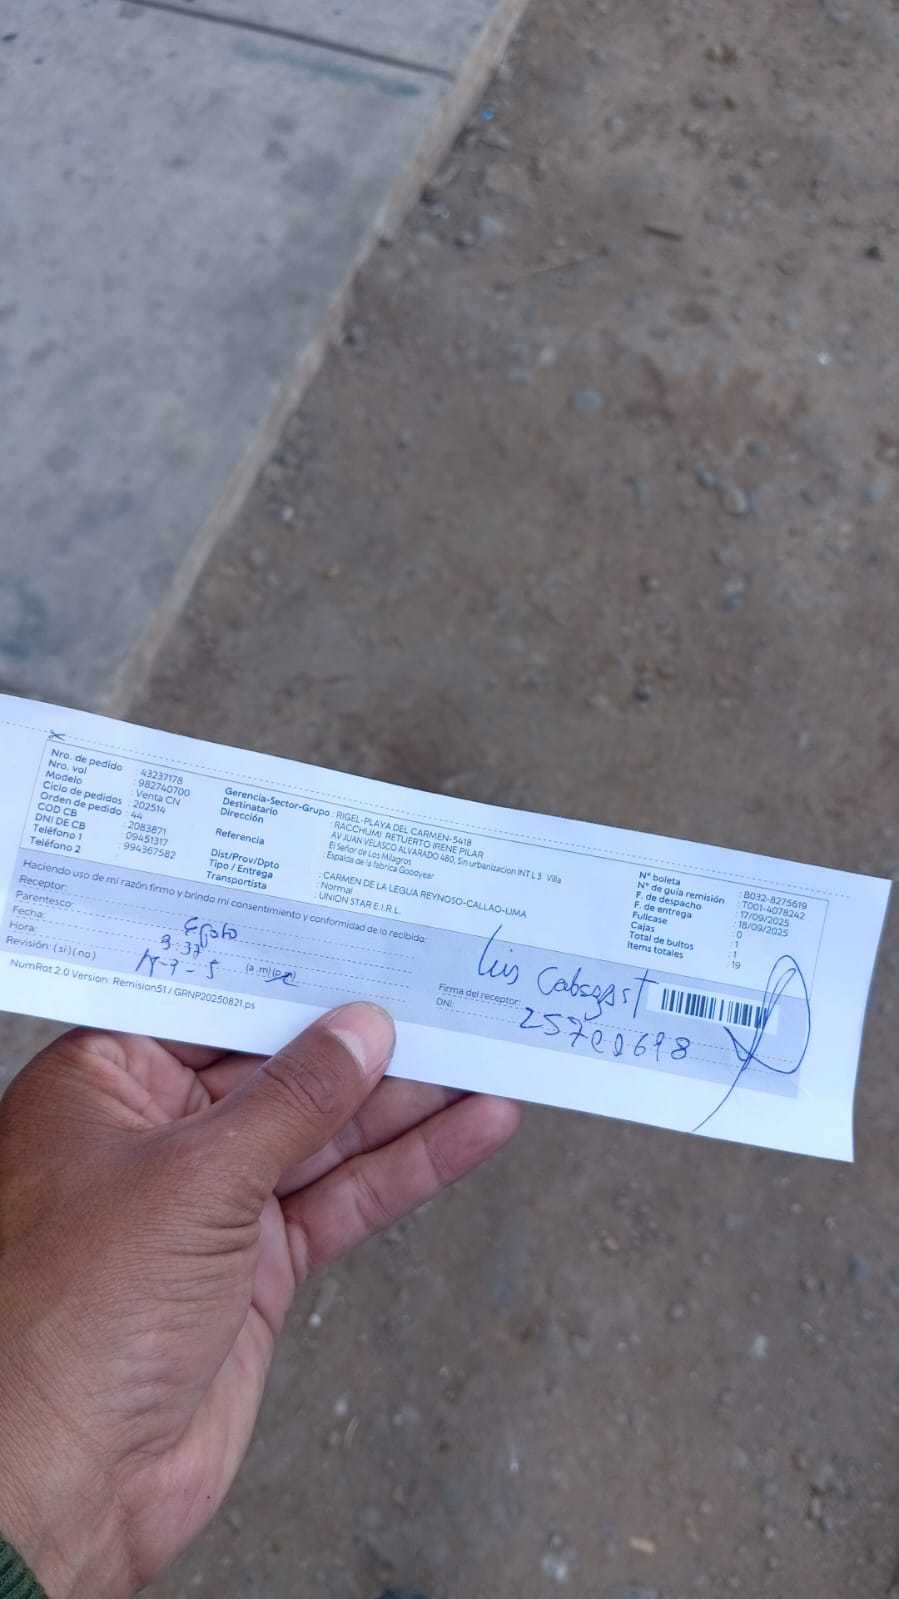 Nro. de pedido : 43237178
Nro. vol : 982740700
Modelo : Venta CN
Ciclo de pedidos : 202514
Orden de pedido : 44
COD CB : 2083871
DNI DE CB : 09451317
Teléfono 1 : 994367582
Teléfono 2
Gerencia-Sector-Grupo : RIGEL-PLAYA DEL CARMEN-5418
Destinatario : RACCHUMI RETUERTO IRENE PILAR
Dirección : AV JUAN VELASCO ALVARADO 480, Sin urbanizacion INT L 3 Villa El Señor de Los Milagros
Referencia : Espalda de la fabrica Goodyear
Dist/Prov/Dpto : CARMEN DE LA LEGUA REYNOSO-CALLAO-LIMA
Tipo / Entrega : Normal
Transportista : UNION STAR E.I.R.L.
N° boleta : B032-8275619
N° de guía remisión : T001-4078242
F. de despacho : 17/09/2025
F. de entrega : 18/09/2025
Fullcase : 0
Cajas : 1
Total de bultos : 1
Items totales : 19
Haciendo uso de mi razón firmo y brindo mi consentimiento y conformidad de lo recibido:
Receptor:
Parentesco:
Fecha:
Hora: 3:37 (a.m)(p.m)
Revisión: (si) (no)
Luis
Firma del receptor:
DNI:
NumRot 2.0 Version: Remision51 / GRNP20250821.ps